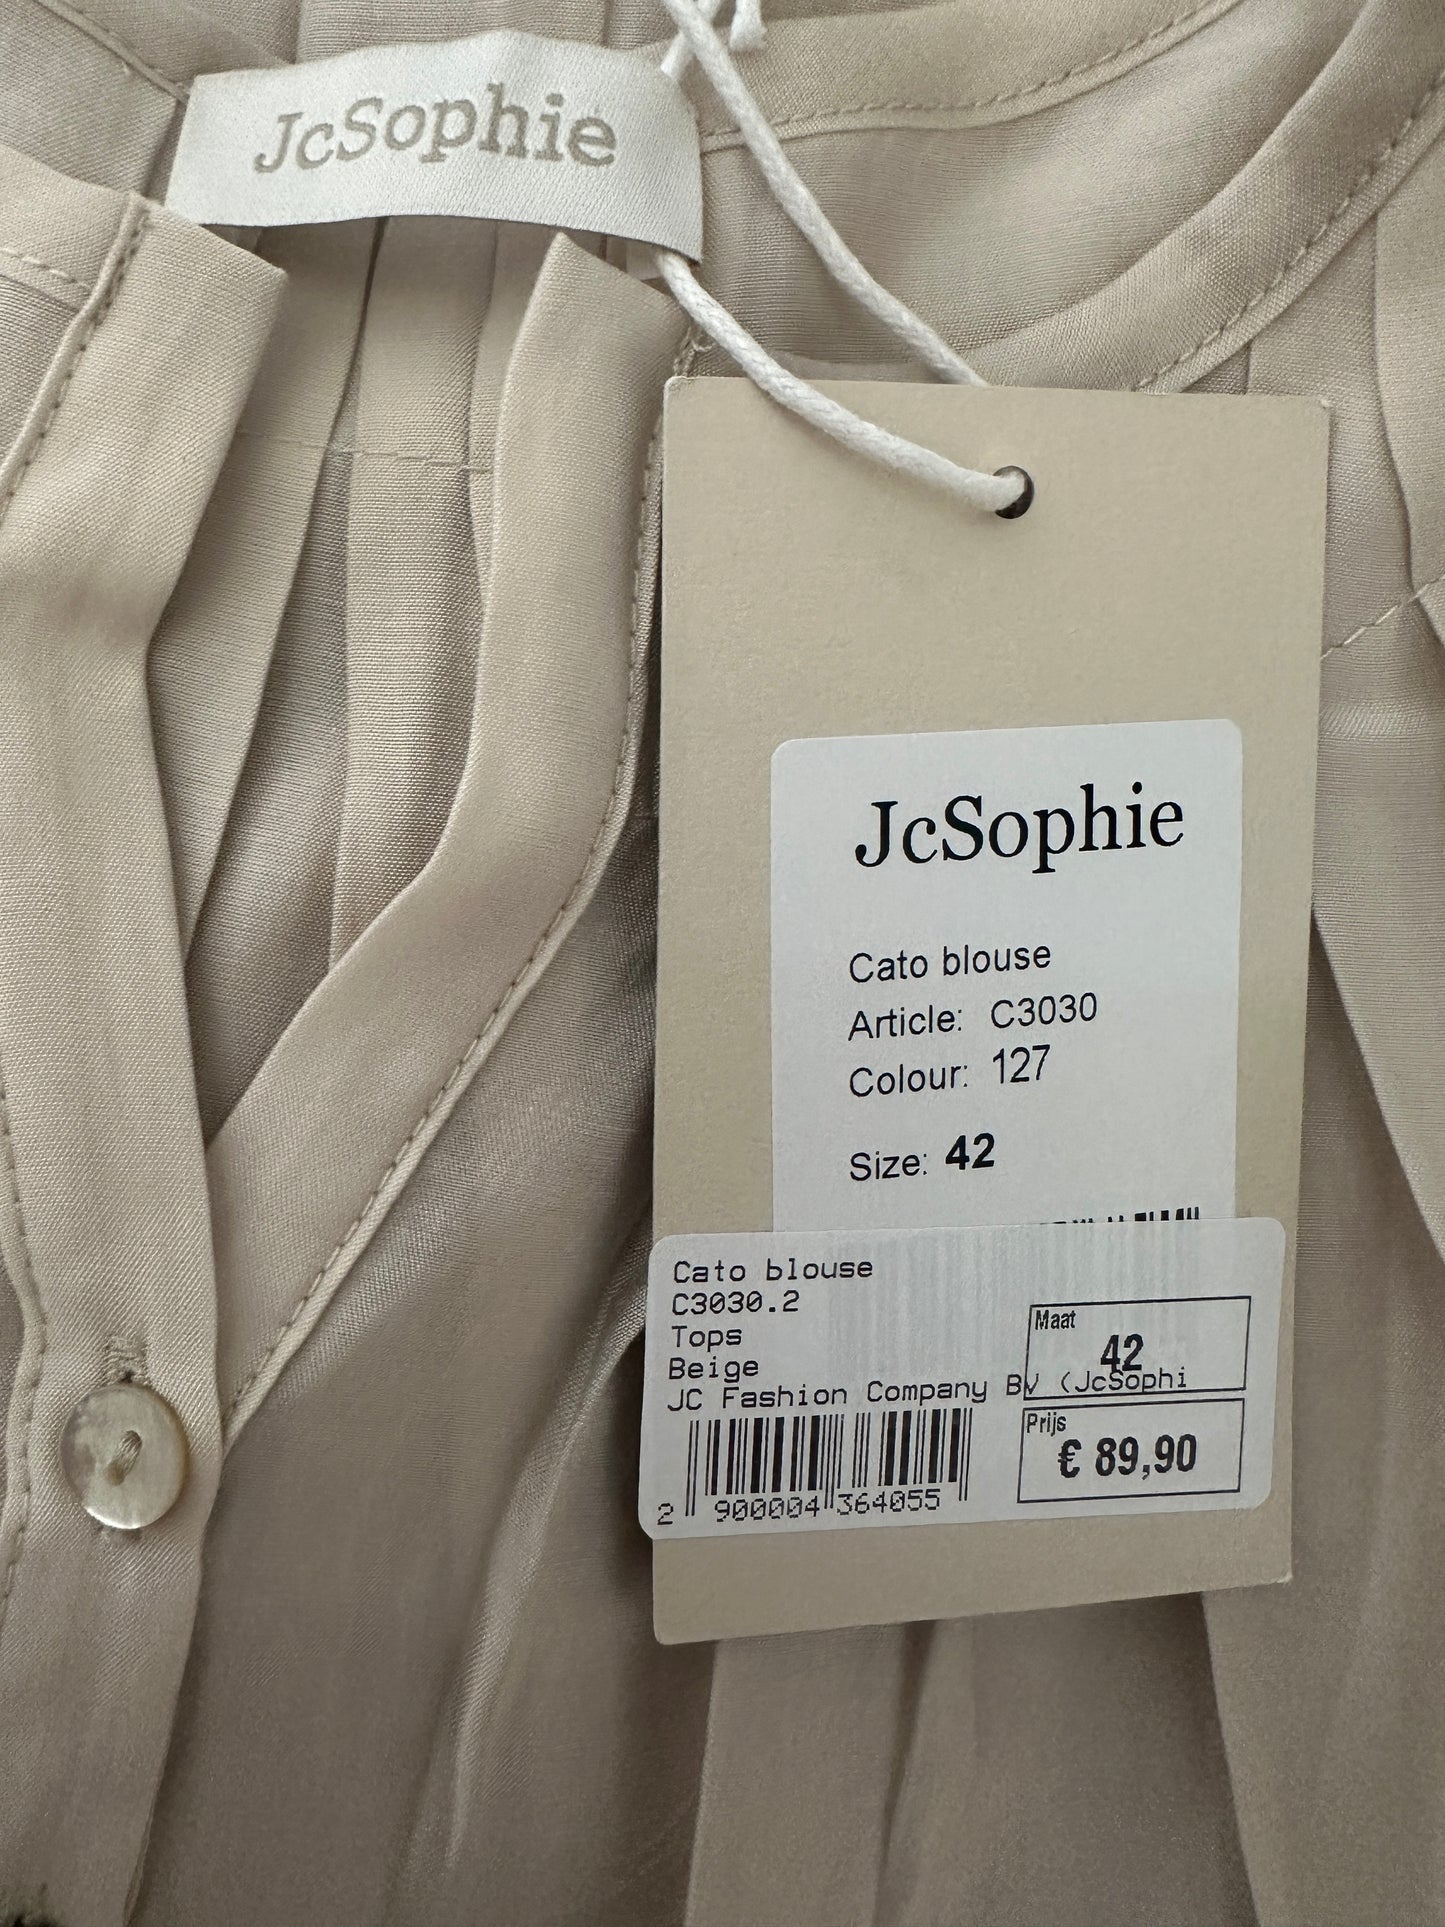 JcSophie
JcSophie
Cato blouse
Article: C3030
Colour: 127
Size: 42
Cato blouse
C3030.2
Tops
Beige
JC Fashion Company BV (JcSophi
Maat
42
Prijs
€ 89,90
2 900004 364055